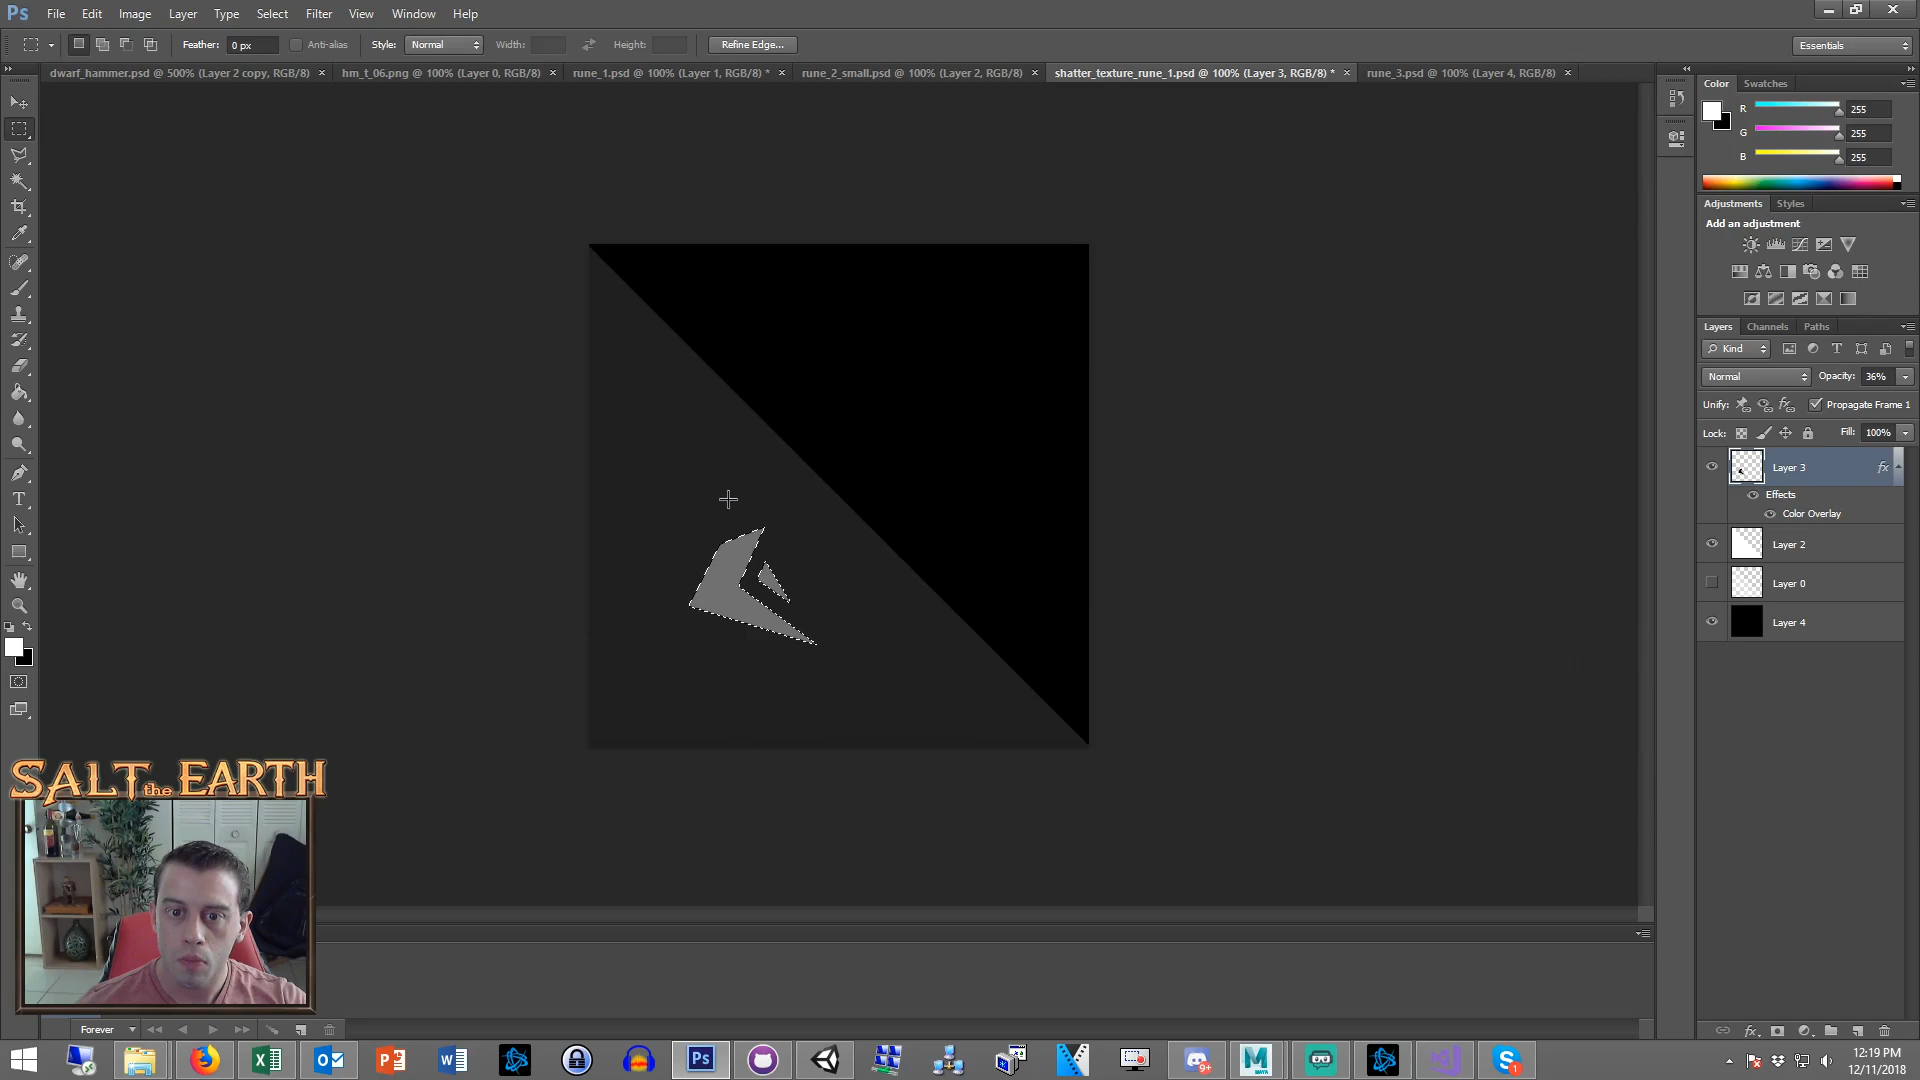 Ps File Edit Image Layer Type Select Filter View Window Help
Feather: 0 px Anti-alias Style: Normal Width: Height: Refine Edge... Essentials
dwarf_hammer.psd @ 500% (Layer 2 copy, RGB/8) × hm_t_06.png @ 100% (Layer 0, RGB/8) × rune_1.psd @ 100% (Layer 1, RGB/8) * × rune_2_small.psd @ 100% (Layer 2, RGB/8) × shatter_texture_rune_1.psd @ 100% (Layer 3, RGB/8) * × rune_3.psd @ 100% (Layer 4, RGB/8) ×
Color Swatches
R 255
G 255
B 255
Adjustments Styles
Add an adjustment
Layers Channels Paths
Kind
Normal Opacity: 36%
Unify: Propagate Frame 1
Lock: Fill: 100%
Layer 3 fx
Effects
Color Overlay
Layer 2
Layer 0
Layer 4
SALT the EARTH
Forever
12:19 PM
12/11/2018